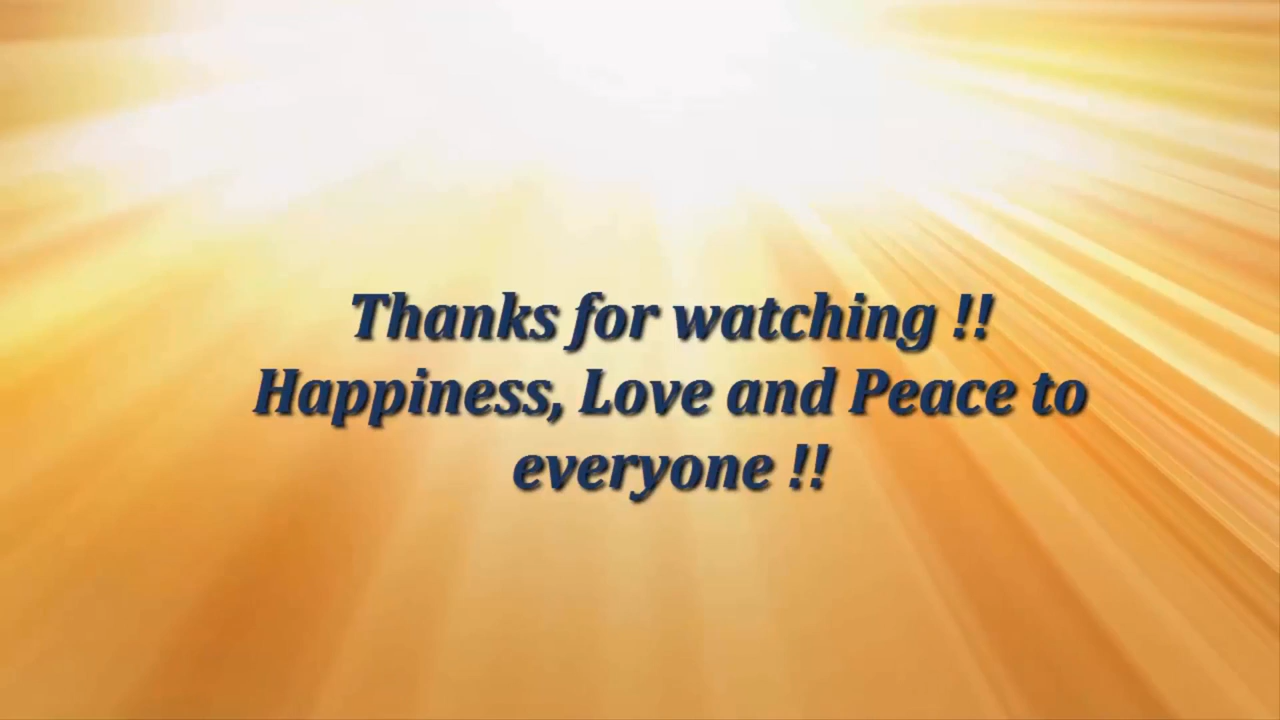 Thanks for watching !!
Happiness, Love and Peace to
everyone !!